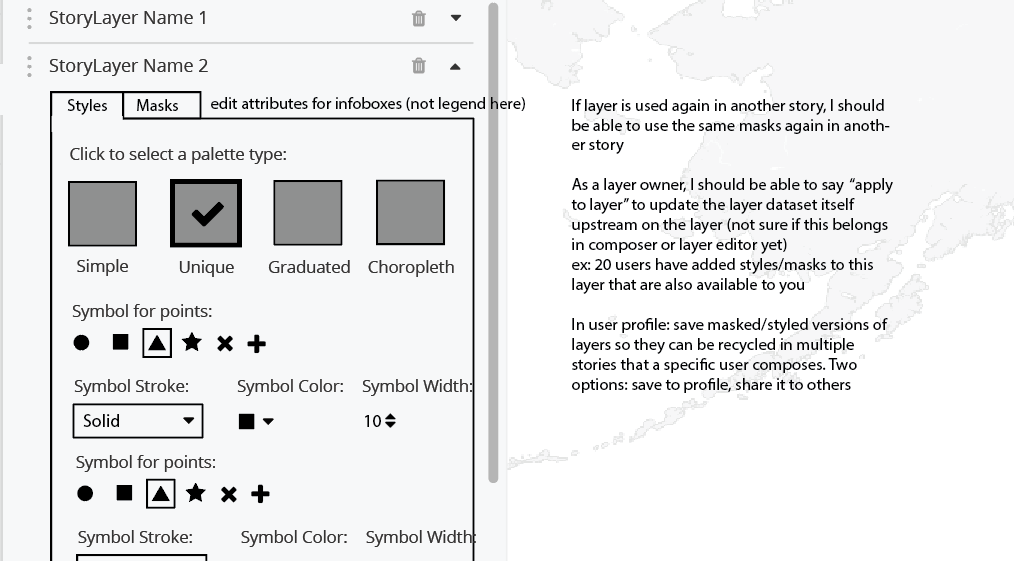 StoryLayer Name 1
StoryLayer Name 2
Styles Masks edit attributes for infoboxes (not legend here)
Click to select a palette type:
Simple Unique Graduated Choropleth
Symbol for points:
Symbol Stroke: Symbol Color: Symbol Width:
Solid 10
Symbol for points:
Symbol Stroke: Symbol Color: Symbol Width:
If layer is used again in another story, I should
be able to use the same masks again in anoth-
er story
As a layer owner, I should be able to say “apply
to layer” to update the layer dataset itself
upstream on the layer (not sure if this belongs
in composer or layer editor yet)
ex: 20 users have added styles/masks to this
layer that are also available to you
In user profile: save masked/styled versions of
layers so they can be recycled in multiple
stories that a specific user composes. Two
options: save to profile, share it to others